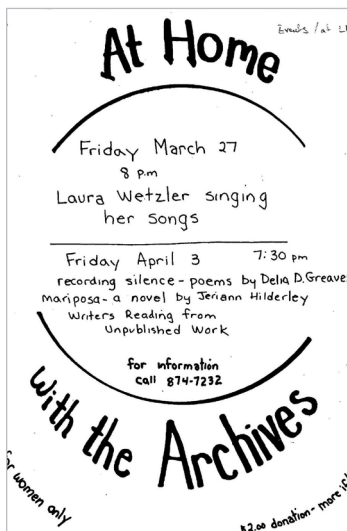 Events / at
At Home
Friday March 27
8 p.m
Laura Wetzler singing
her songs
Friday April 3 7:30 pm
recording silence - poems by Delia D. Greave
Mariposa - a novel by Jeriann Hilderley
Writers Reading from
Unpublished Work
for information
call 874-7232
With the Archives
for women only
$2.00 donation - more if